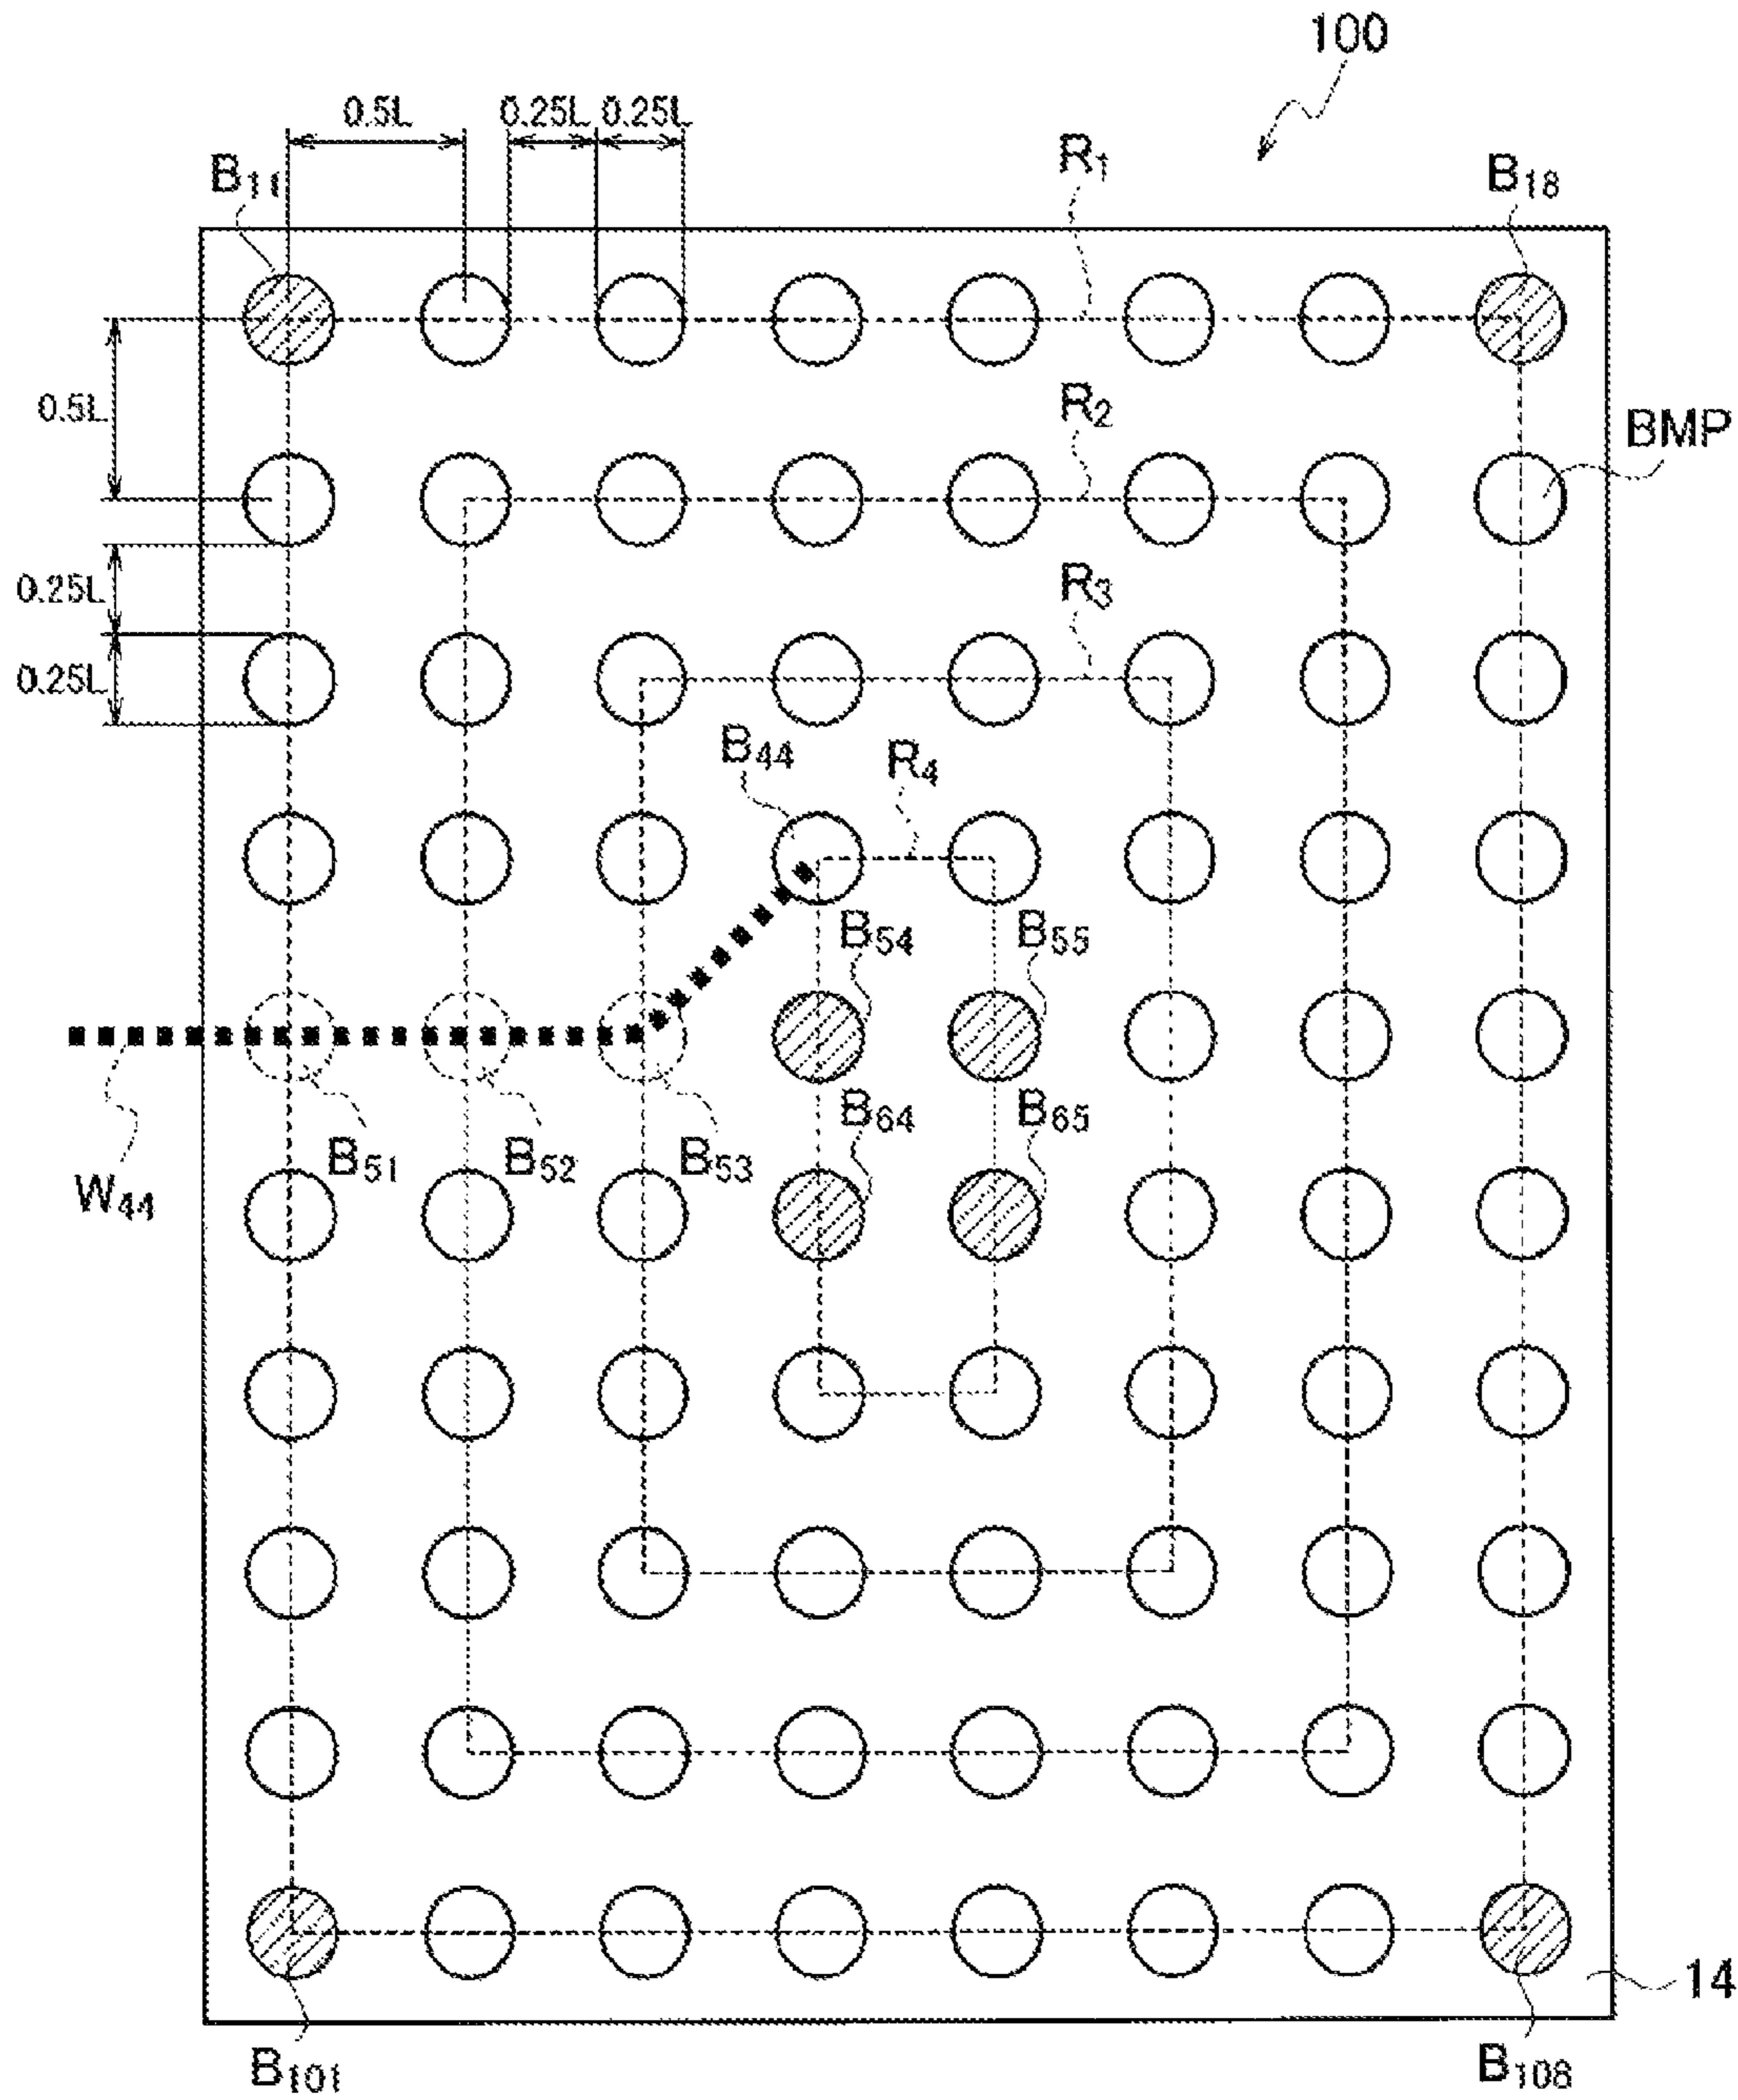 100
0.5L 0.25L 0.25L
B11 R1 B18
0.5L R2 BMP
0.25L R3
0.25L
B44 R4
B54 B55
B64 B65
B51 B52 B53
W44
14
B101 B108